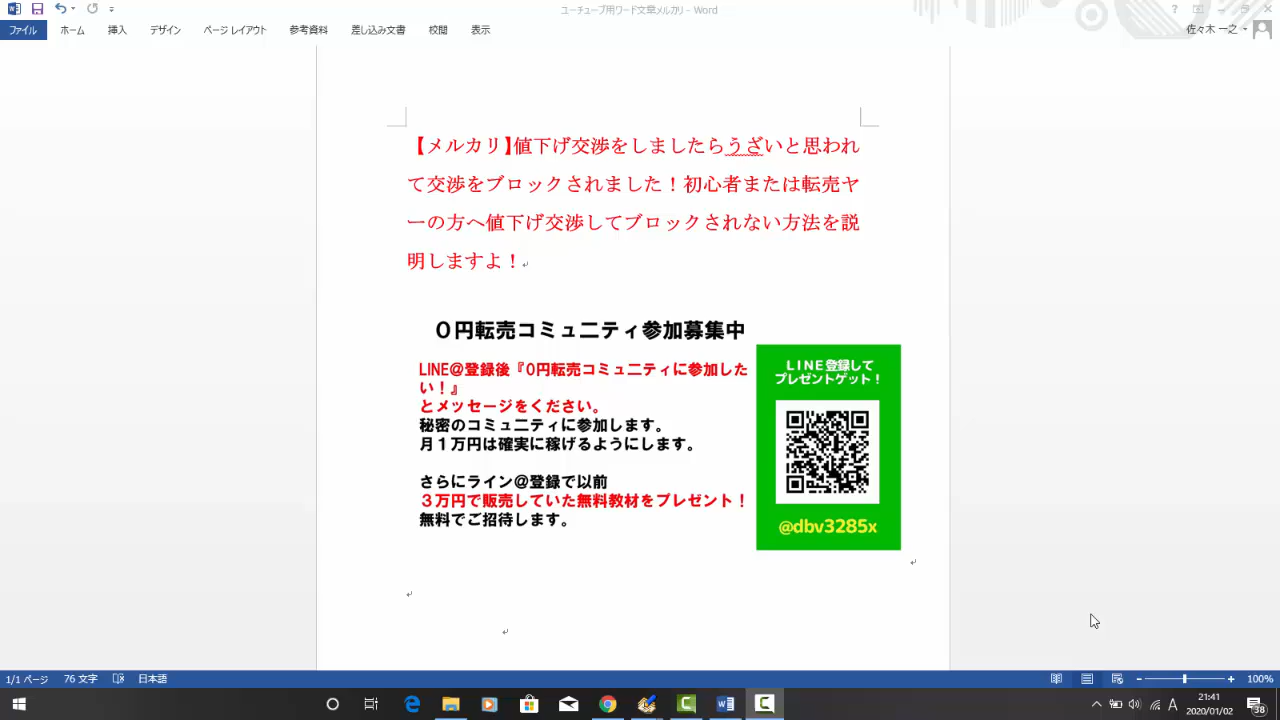 ユーチューブ用ワード文章メルカリ - Word
ファイル ホーム 挿入 デザイン ページ レイアウト 参考資料 差し込み文書 校閲 表示 佐々木 一之
【メルカリ】値下げ交渉をしましたらうざいと思われ
て交渉をブロックされました！初心者または転売ヤ
ーの方へ値下げ交渉してブロックされない方法を説
明しますよ！
０円転売コミュニティ参加募集中
LINE@登録後『0円転売コミュニティに参加した
い！』
とメッセージをください。
秘密のコミュニティに参加します。
月１万円は確実に稼げるようにします。
さらにライン@登録で以前
３万円で販売していた無料教材をプレゼント！
無料でご招待します。
ＬＩＮＥ登録して
プレゼントゲット！
@dbv3285x
1/1 ページ 76 文字 日本語 100%
A 21:41
2020/01/02 38